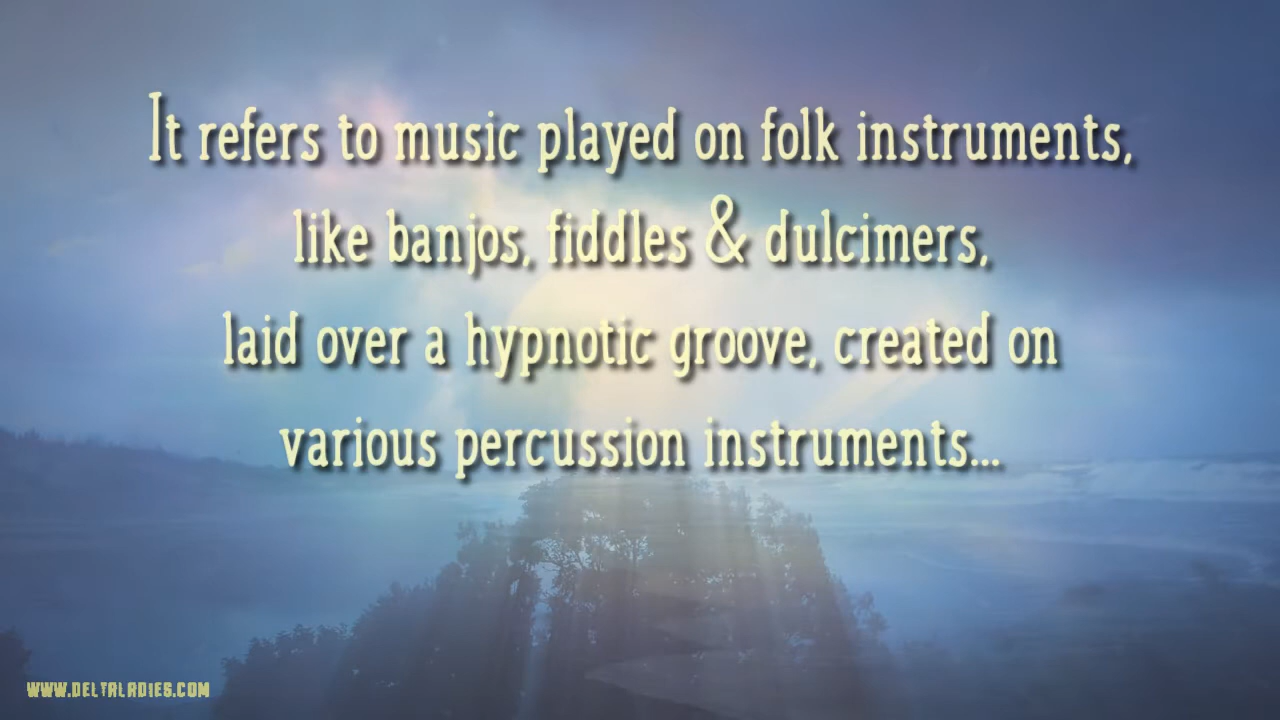 It refers to music played on folk instruments,
like banjos, fiddles & dulcimers,
laid over a hypnotic groove, created on
various percussion instruments...
WWW.DELTALADIES.COM